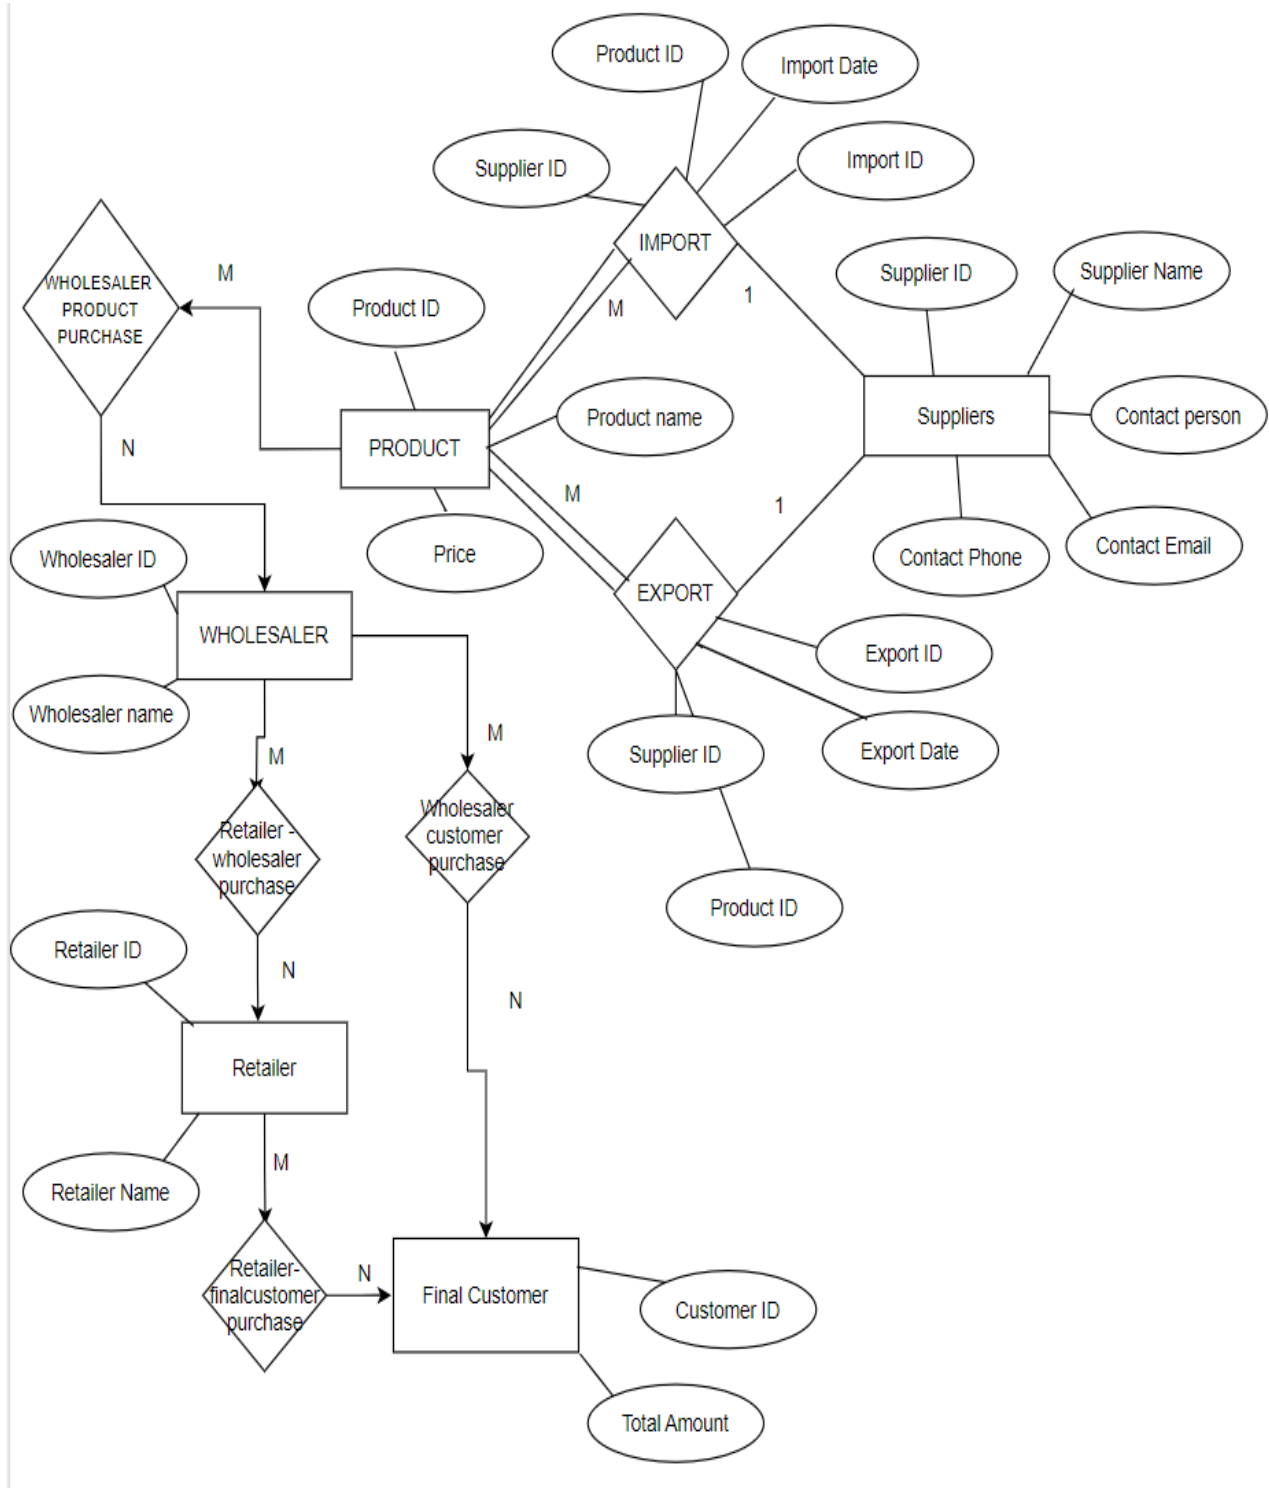 Product ID
Import Date
Supplier ID
Import ID
IMPORT
WHOLESALER
PRODUCT
PURCHASE
M
Product ID
M
1
Supplier ID
Supplier Name
Suppliers
Contact person
Product name
PRODUCT
N
M
1
Price
Contact Phone
Contact Email
Wholesaler ID
EXPORT
WHOLESALER
Export ID
Wholesaler name
M
M
Supplier ID
Export Date
Retailer -
wholesaler
purchase
Wholesaler
customer
purchase
Product ID
Retailer ID
N
N
Retailer
M
Retailer Name
Retailer-
finalcustomer
purchase
N
Final Customer
Customer ID
Total Amount